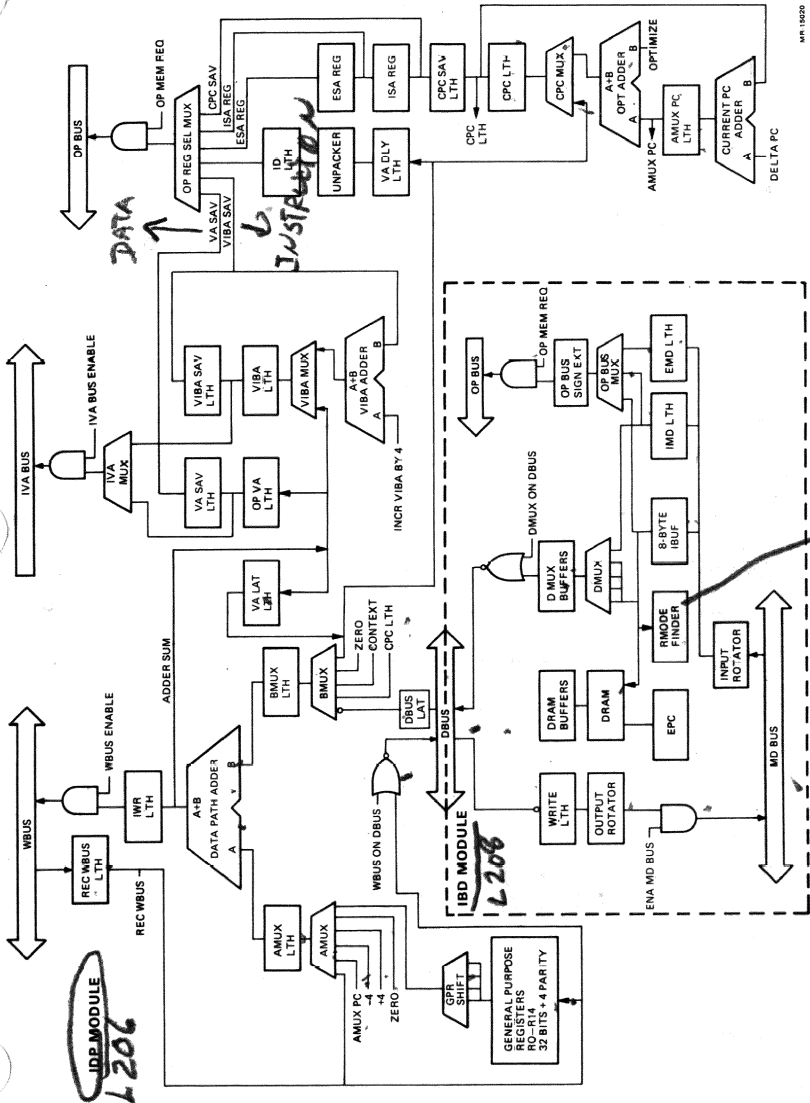 IDP MODULE
L206
WBUS
REC WBUS
LTH
REC WBUS
WBUS ENABLE
IWR
LTH
ADDER SUM
A+B
DATA PATH ADDER
A
B
AMUX
LTH
AMUX
AMUX PC
-4
+4
ZERO
GPR
SHIFT
GENERAL PURPOSE
REGISTERS
RO–R14
32 BITS + 4 PARITY
BMUX
LTH
BMUX
ZERO
CONTEXT
CPC LTH
DBUS
LAT
WBUS ON DBUS
VA LAT
LTH
IVA BUS
IVA BUS ENABLE
IVA
MUX
VA SAV
LTH
OP VA
LTH
VIBA SAV
LTH
VIBA
LTH
VIBA MUX
A+B
VIBA ADDER
A
B
INCR VIBA BY 4
DATA
INSTRUCTION
VA SAV
VIBA SAV
OP BUS
OP MEM REQ
OP REG SEL MUX
CPC SAV
ISA REG
ESA REG
ID
LTH
UNPACKER
VA DLY
LTH
ESA REG
ISA REG
CPC SAV
LTH
CPC LTH
CPC
LTH
CPC MUX
A+B
OPT ADDER
A
B
OPTIMIZE
AMUX PC
AMUX PC
LTH
CURRENT PC
ADDER
A
B
DELTA PC
IBD MODULE
L208
DBUS
WRITE
LTH
OUTPUT
ROTATOR
ENA MD BUS
DRAM
BUFFERS
DRAM
EPC
DMUX ON DBUS
D MUX
BUFFERS
DMUX
RMODE
FINDER
8-BYTE
IBUF
INPUT
ROTATOR
MD BUS
OP BUS
OP MEM REQ
OP BUS
SIGN EXT
OP BUS
MUX
IMD LTH
EMD LTH
MR-15020